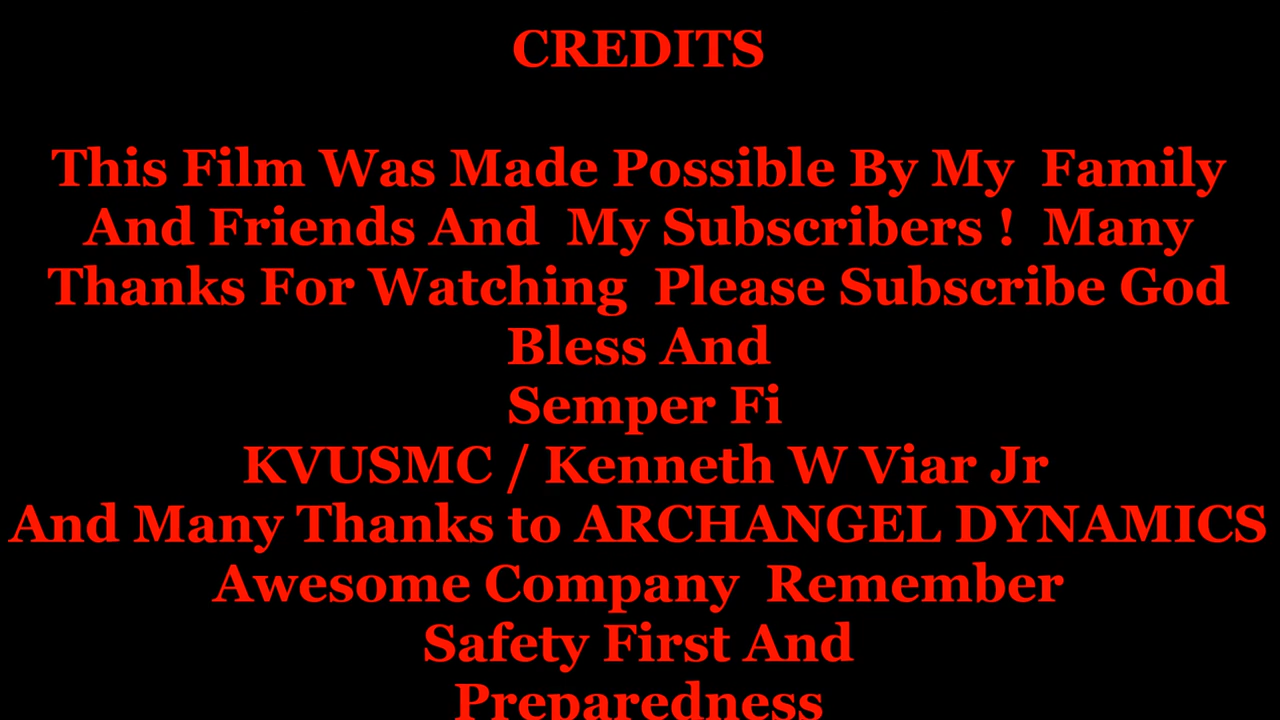 CREDITS
This Film Was Made Possible By My  Family
And Friends And  My Subscribers !  Many
Thanks For Watching  Please Subscribe God
Bless And
Semper Fi
KVUSMC / Kenneth W Viar Jr
And Many Thanks to ARCHANGEL DYNAMICS
Awesome Company  Remember
Safety First And
Preparedness